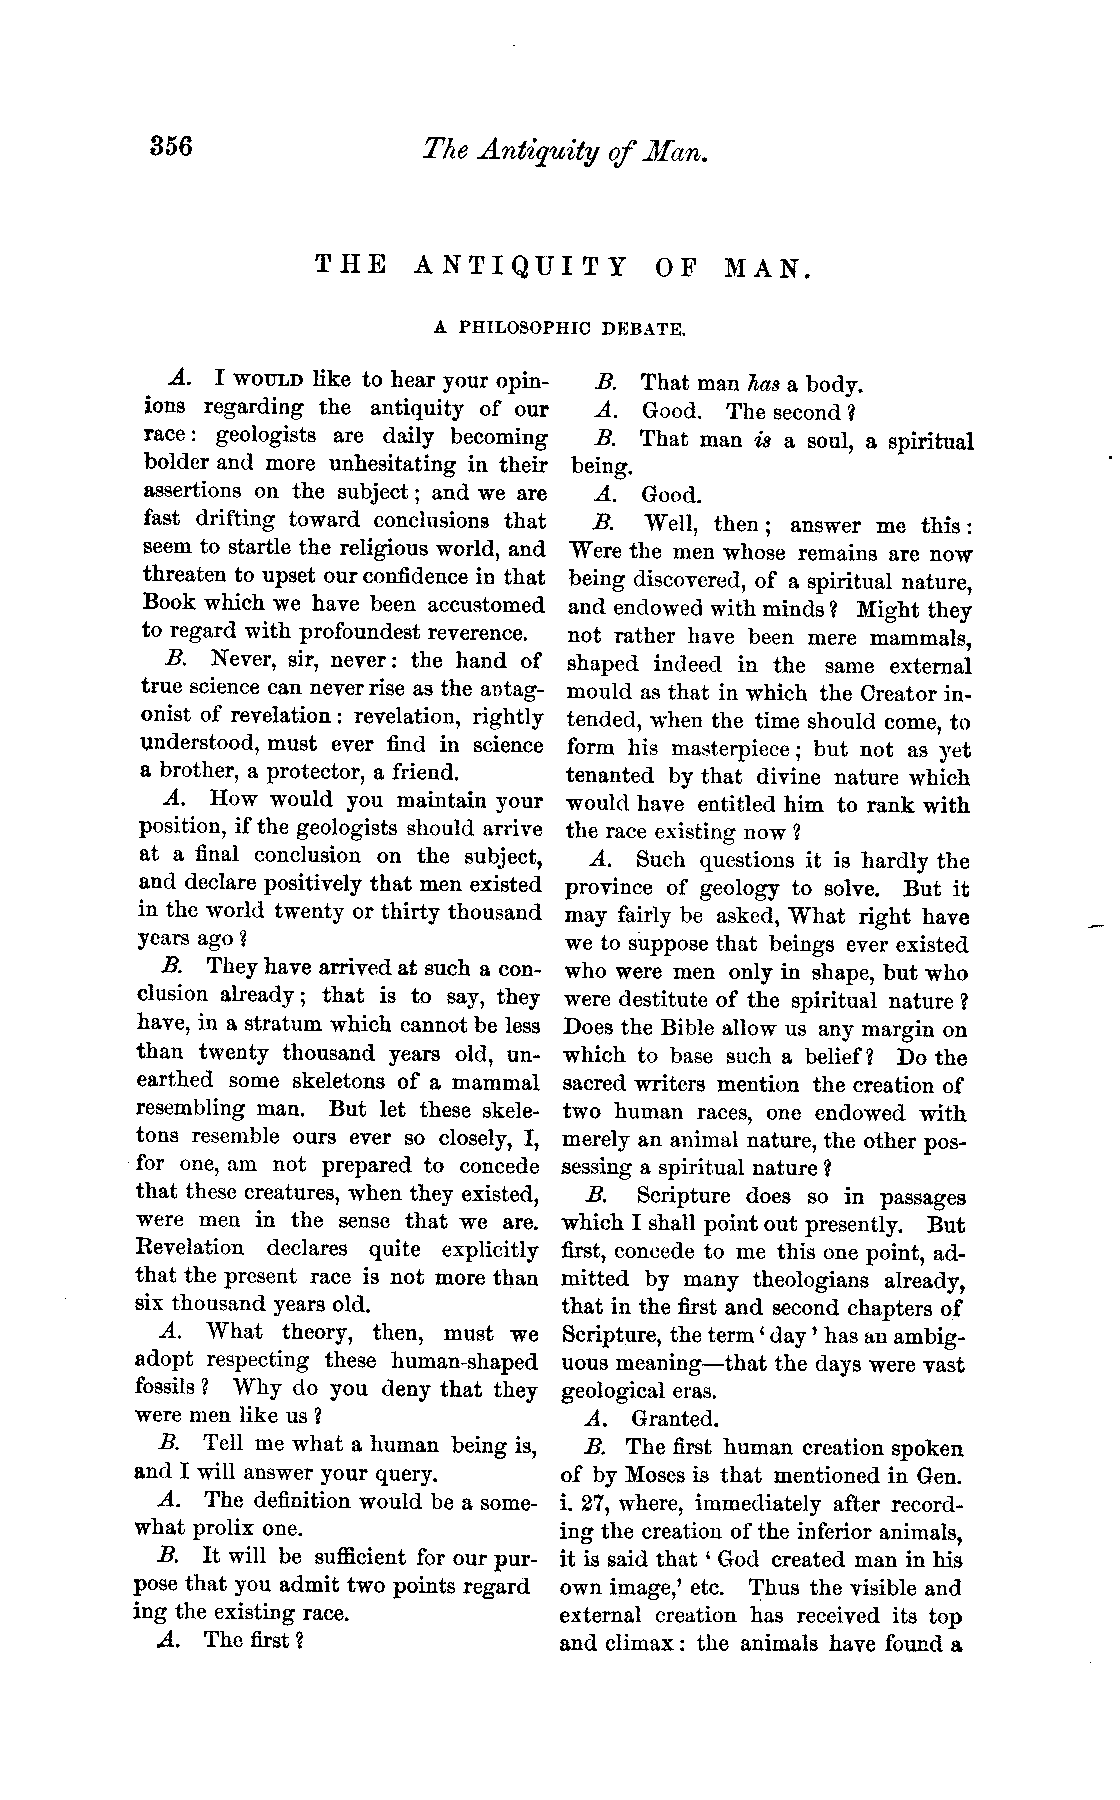 356 The Antiquity of Man.
THE ANTIQUITY OF MAN.
A PHILOSOPHIC DEBATE.
A. I WOULD like to hear your opin-
ions regarding the antiquity of our
race: geologists are daily becoming
bolder and more unhesitating in their
assertions on the subject; and we are
fast drifting toward conclusions that
seem to startle the religious world, and
threaten to upset our confidence in that
Book which we have been accustomed
to regard with profoundest reverence.
B. Never, sir, never: the hand of
true science can never rise as the antag-
onist of revelation: revelation, rightly
understood, must ever find in science
a brother, a protector, a friend.
A. How would you maintain your
position, if the geologists should arrive
at a final conclusion on the subject,
and declare positively that men existed
in the world twenty or thirty thousand
years ago?
B. They have arrived at such a con-
clusion already; that is to say, they
have, in a stratum which cannot be less
than twenty thousand years old, un-
earthed some skeletons of a mammal
resembling man. But let these skele-
tons resemble ours ever so closely, I,
for one, am not prepared to concede
that these creatures, when they existed,
were men in the sense that we are.
Revelation declares quite explicitly
that the present race is not more than
six thousand years old.
A. What theory, then, must we
adopt respecting these human-shaped
fossils? Why do you deny that they
were men like us?
B. Tell me what a human being is,
and I will answer your query.
A. The definition would be a some-
what prolix one.
B. It will be sufficient for our pur-
pose that you admit two points regard
ing the existing race.
A. The first?
B. That man has a body.
A. Good. The second?
B. That man is a soul, a spiritual
being.
A. Good.
B. Well, then; answer me this:
Were the men whose remains are now
being discovered, of a spiritual nature,
and endowed with minds? Might they
not rather have been mere mammals,
shaped indeed in the same external
mould as that in which the Creator in-
tended, when the time should come, to
form his masterpiece; but not as yet
tenanted by that divine nature which
would have entitled him to rank with
the race existing now?
A. Such questions it is hardly the
province of geology to solve. But it
may fairly be asked, What right have
we to suppose that beings ever existed
who were men only in shape, but who
were destitute of the spiritual nature?
Does the Bible allow us any margin on
which to base such a belief? Do the
sacred writers mention the creation of
two human races, one endowed with
merely an animal nature, the other pos-
sessing a spiritual nature?
B. Scripture does so in passages
which I shall point out presently. But
first, concede to me this one point, ad-
mitted by many theologians already,
that in the first and second chapters of
Scripture, the term 'day' has an ambig-
uous meaning—that the days were vast
geological eras.
A. Granted.
B. The first human creation spoken
of by Moses is that mentioned in Gen.
i. 27, where, immediately after record-
ing the creation of the inferior animals,
it is said that 'God created man in his
own image,' etc. Thus the visible and
external creation has received its top
and climax: the animals have found a